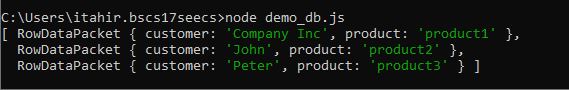 C:\Users\itahir.bscs17seecs>node demo_db.js
[ RowDataPacket { customer: 'Company Inc', product: 'product1' },
  RowDataPacket { customer: 'John', product: 'product2' },
  RowDataPacket { customer: 'Peter', product: 'product3' } ]